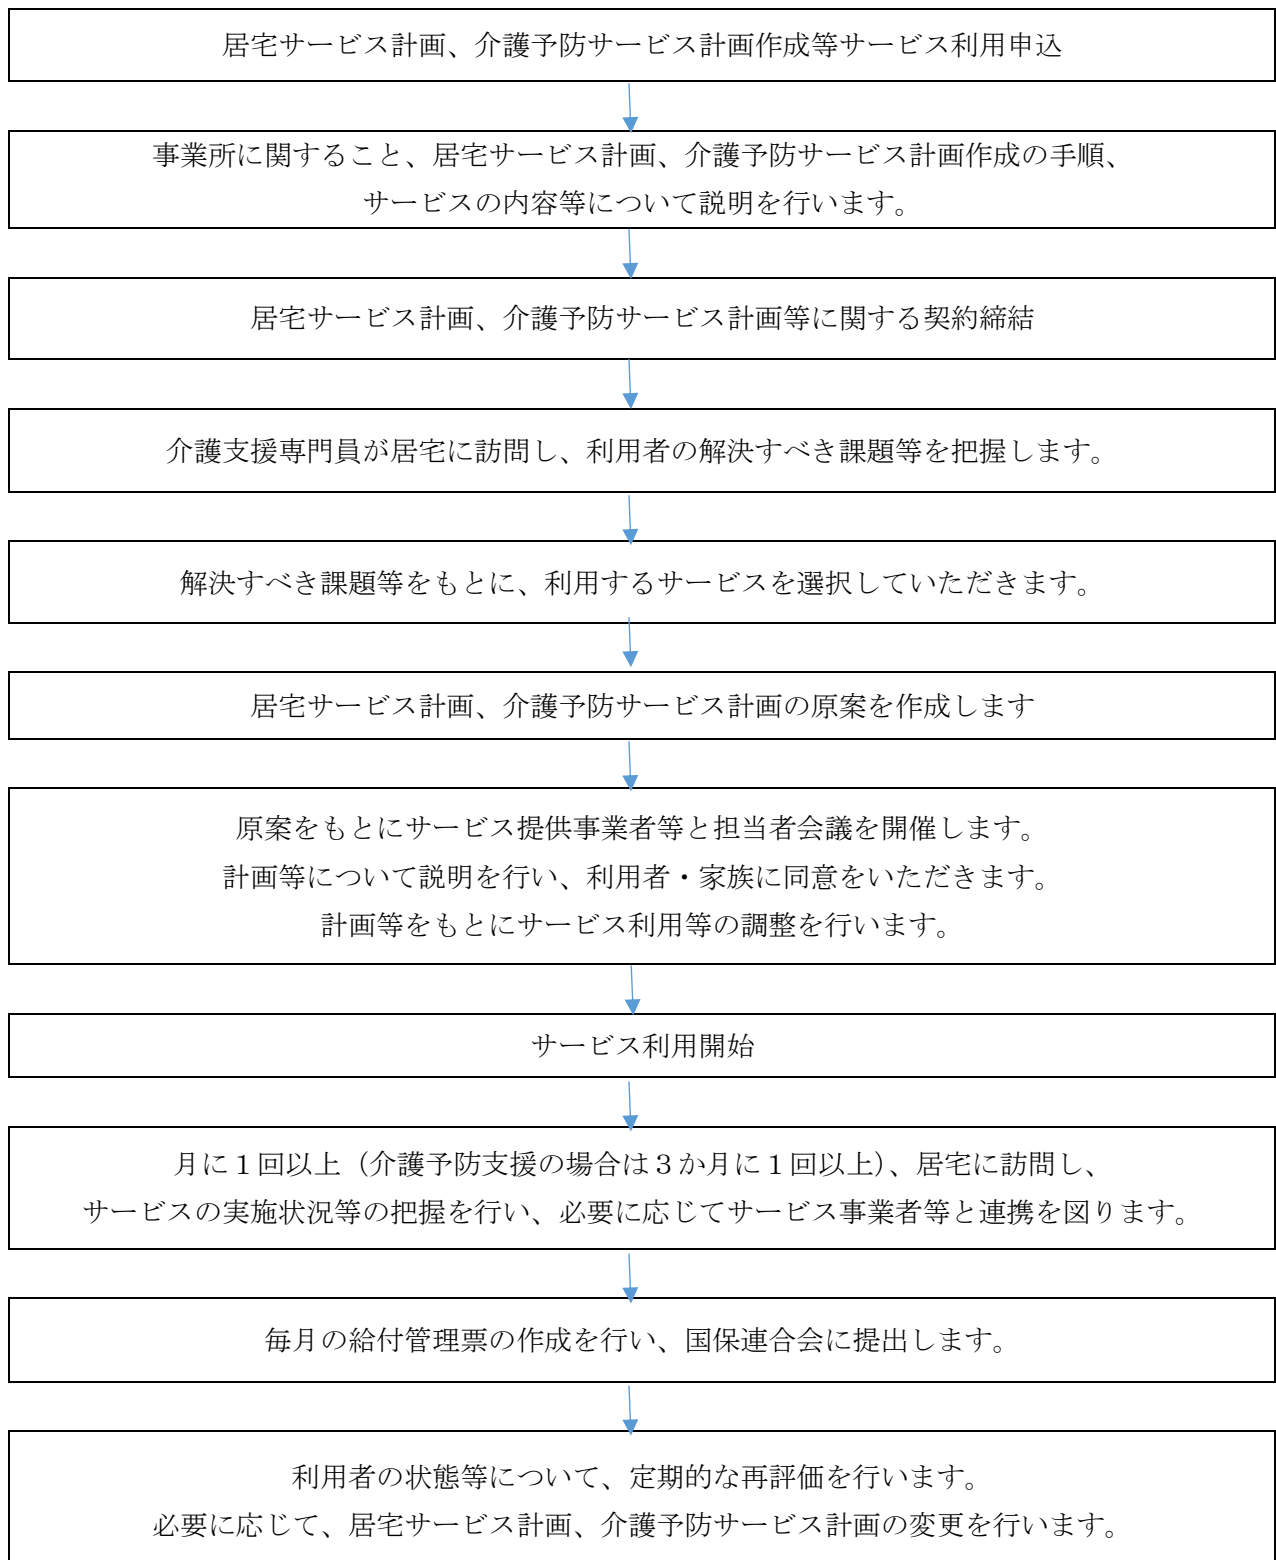 居宅サービス計画、介護予防サービス計画作成等サービス利用申込
事業所に関すること、居宅サービス計画、介護予防サービス計画作成の手順、
サービスの内容等について説明を行います。
居宅サービス計画、介護予防サービス計画等に関する契約締結
介護支援専門員が居宅に訪問し、利用者の解決すべき課題等を把握します。
解決すべき課題等をもとに、利用するサービスを選択していただきます。
居宅サービス計画、介護予防サービス計画の原案を作成します
原案をもとにサービス提供事業者等と担当者会議を開催します。
計画等について説明を行い、利用者・家族に同意をいただきます。
計画等をもとにサービス利用等の調整を行います。
サービス利用開始
月に１回以上（介護予防支援の場合は３か月に１回以上）、居宅に訪問し、
サービスの実施状況等の把握を行い、必要に応じてサービス事業者等と連携を図ります。
毎月の給付管理票の作成を行い、国保連合会に提出します。
利用者の状態等について、定期的な再評価を行います。
必要に応じて、居宅サービス計画、介護予防サービス計画の変更を行います。